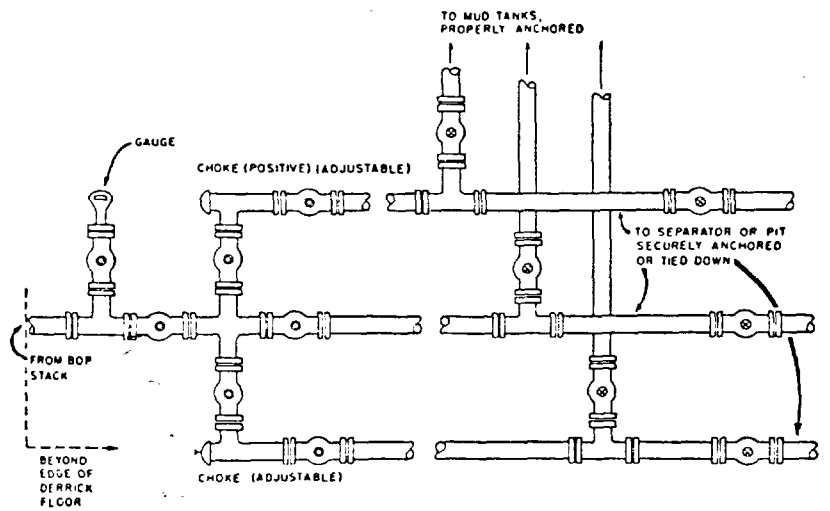 TO MUD TANKS,
PROPERLY ANCHORED
GAUGE
CHOKE (POSITIVE) (ADJUSTABLE)
TO SEPARATOR OR PIT
SECURELY ANCHORED
OR TIED DOWN
FROM BOP
STACK
BEYOND
EDGE OF
DERRICK
FLOOR
CHOKE (ADJUSTABLE)